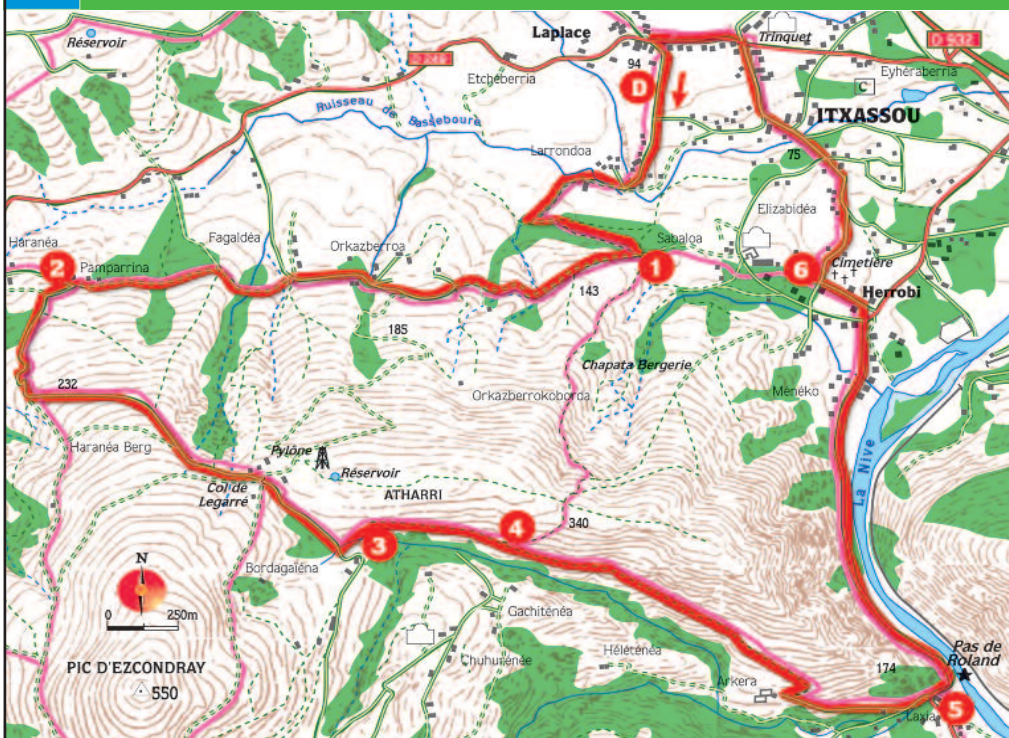 Réservoir
Laplace
Trinquet
D 932
D 249
94
Eyhéraberria
Etcheberria
D
C
Ruisseau de Basseboure
ITXASSOU
Larrondoa
75
Elizabidéa
Haranéa
Fagaldéa
Orkazberroa
Sabaloa
2
Pamparrina
1
6
Cimetière
143
Herrobi
185
Chapata Bergerie
232
Orkazberrokoborda
Ménéko
La Nive
Haranéa Berg
Pylône
Réservoir
Col de
Legarré
ATHARRI
4
340
3
Bordagaïéna
N
0 250m
Gachiténéa
Pas de
Roland
PIC D'EZCONDRAY
550
Chuhurénée
Héléténéa
174
Arkera
Laxia
5